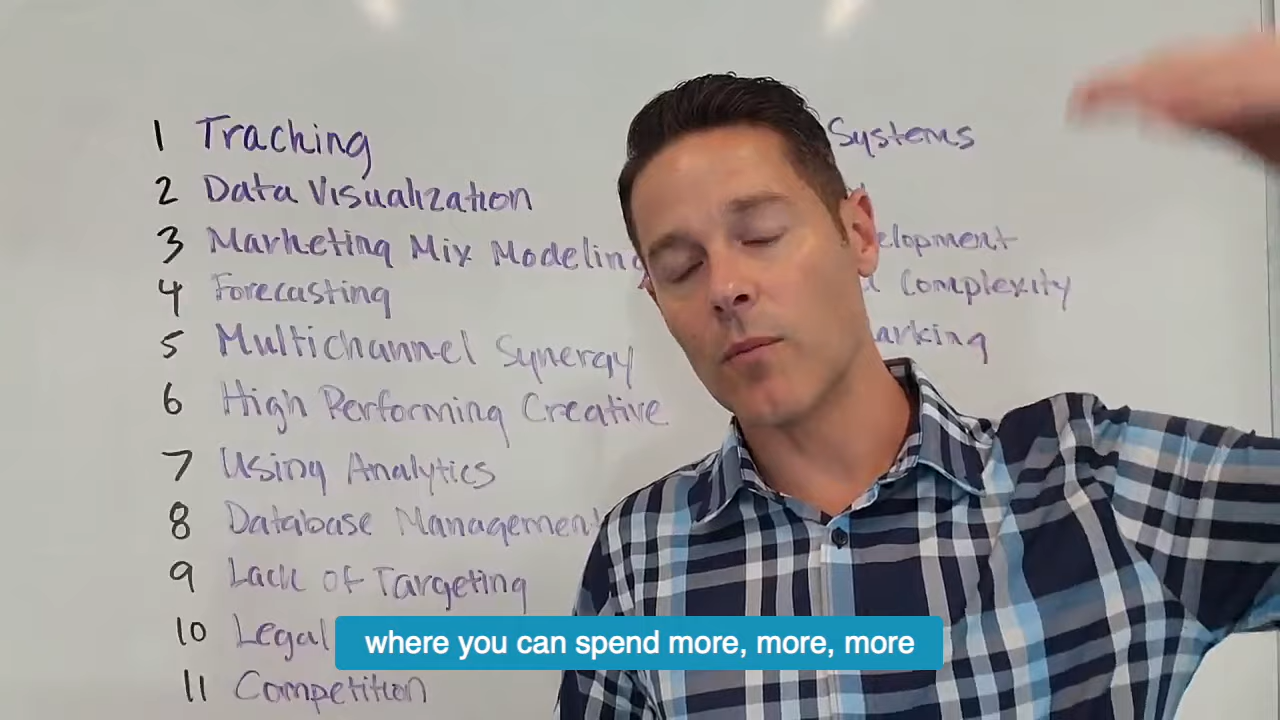 1 Tracking
2 Data Visualization
3 Marketing Mix Modeling
4 Forecasting
5 Multichannel Synergy
6 High Performing Creative
7 Using Analytics
8 Database Management
9 Lack of Targeting
10 Legal
11 Competition
Systems
elopment
Complexity
arking
where you can spend more, more, more